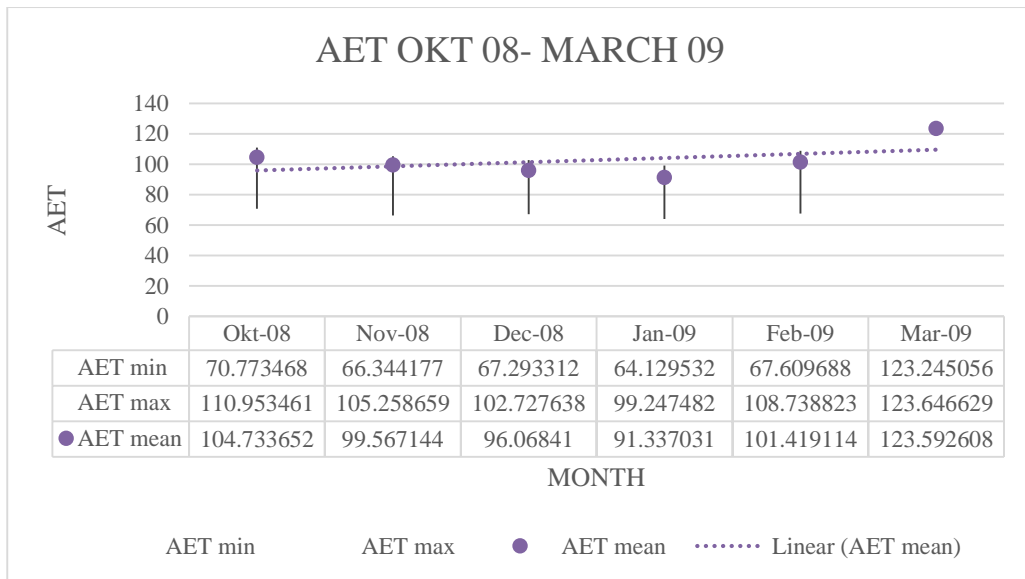 AET OKT 08- MARCH 09
140
120
100
80
60
40
20
0
AET
Okt-08 Nov-08 Dec-08 Jan-09 Feb-09 Mar-09
AET min 70.773468 66.344177 67.293312 64.129532 67.609688 123.245056
AET max 110.953461 105.258659 102.727638 99.247482 108.738823 123.646629
AET mean 104.733652 99.567144 96.06841 91.337031 101.419114 123.592608
MONTH
AET min AET max AET mean Linear (AET mean)